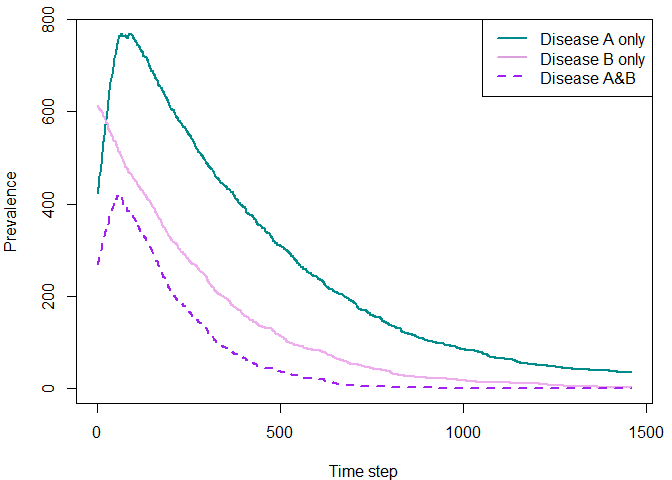 800
600
400
200
0
Prevalence
Disease A only
Disease B only
Disease A&B
0 500 1000 1500
Time step